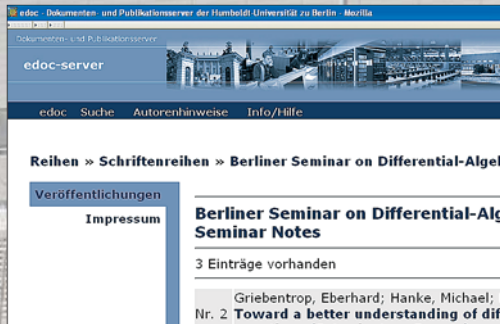 edoc - Dokumenten- und Publikationsserver der Humboldt-Universität zu Berlin - Mozilla
Dokumenten- und Publikationsserver
edoc-server
edoc Suche Autorenhinweise Info/Hilfe
Reihen » Schriftenreihen » Berliner Seminar on Differential-Algeb
Veröffentlichungen
Impressum
Berliner Seminar on Differential-Alg
Seminar Notes
3 Einträge vorhanden
Griebentrop, Eberhard; Hanke, Michael;
Nr. 2 Toward a better understanding of dif